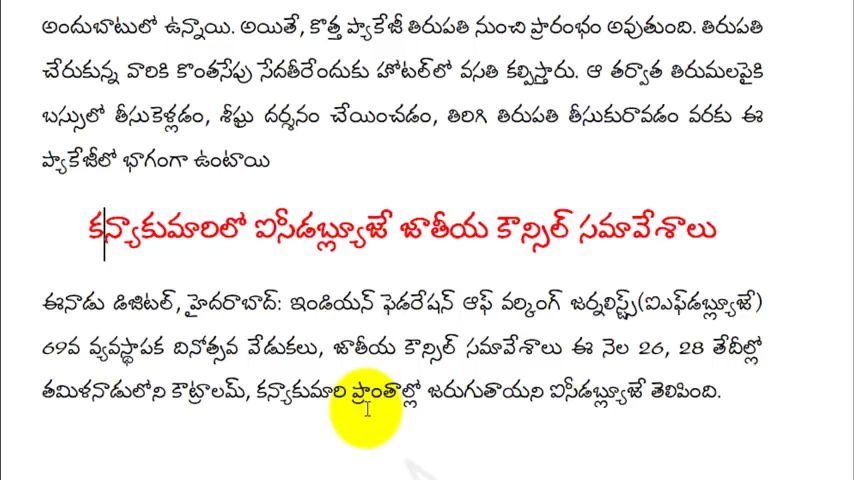 అందుబాటులో ఉన్నాయి. అయితే, కొత్త ప్యాకేజీ తిరుపతి నుంచి ప్రారంభం అవుతుంది. తిరుపతి
చేరుకున్న వారికి కొంతసేపు సేదతీరేందుకు హోటల్‌లో వసతి కల్పిస్తారు. ఆ తర్వాత తిరుమలపైకి
బస్సులో తీసుకెళ్లడం, శీఘ్ర దర్శనం చేయించడం, తిరిగి తిరుపతి తీసుకురావడం వరకు ఈ
ప్యాకేజీలో భాగంగా ఉంటాయి
కన్యాకుమారిలో ఐసీడబ్ల్యూజే జాతీయ కౌన్సిల్ సమావేశాలు
ఈనాడు డిజిటల్, హైదరాబాద్: ఇండియన్ ఫెడరేషన్ ఆఫ్ వర్కింగ్ జర్నలిస్ట్స్(ఐఎఫ్‌డబ్ల్యూజే)
69వ వ్యవస్థాపక దినోత్సవ వేడుకలు, జాతీయ కౌన్సిల్ సమావేశాలు ఈ నెల 26, 28 తేదీల్లో
తమిళనాడులోని కౌట్రాలమ్, కన్యాకుమారి ప్రాంతాల్లో జరుగుతాయని ఐసీడబ్ల్యూజే తెలిపింది.